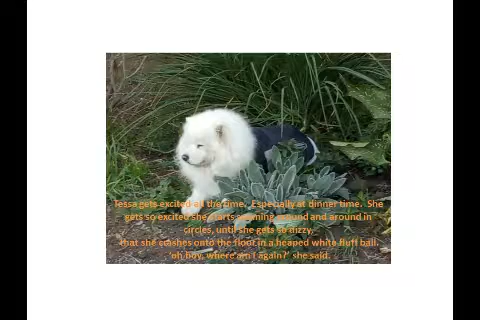 Tessa gets excited all the time. Especially at dinner time. She
gets so excited she starts spinning around and around in
circles, until she gets so dizzy,
that she crashes onto the floor in a heaped white fluff ball.
'oh boy, where am I again?' she said.